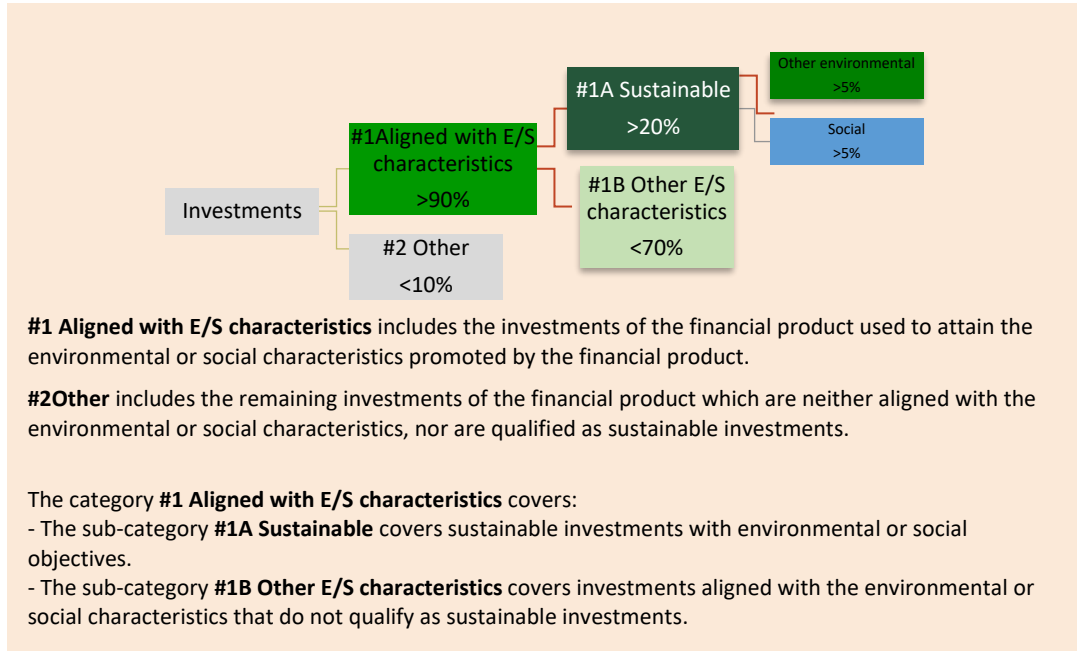 Other environmental
>5%
#1A Sustainable
>20%
Social
>5%
#1Aligned with E/S
characteristics
>90%
#1B Other E/S
characteristics
<70%
Investments
#2 Other
<10%
#1 Aligned with E/S characteristics includes the investments of the financial product used to attain the
environmental or social characteristics promoted by the financial product.
#2Other includes the remaining investments of the financial product which are neither aligned with the
environmental or social characteristics, nor are qualified as sustainable investments.
The category #1 Aligned with E/S characteristics covers:
- The sub-category #1A Sustainable covers sustainable investments with environmental or social
objectives.
- The sub-category #1B Other E/S characteristics covers investments aligned with the environmental or
social characteristics that do not qualify as sustainable investments.